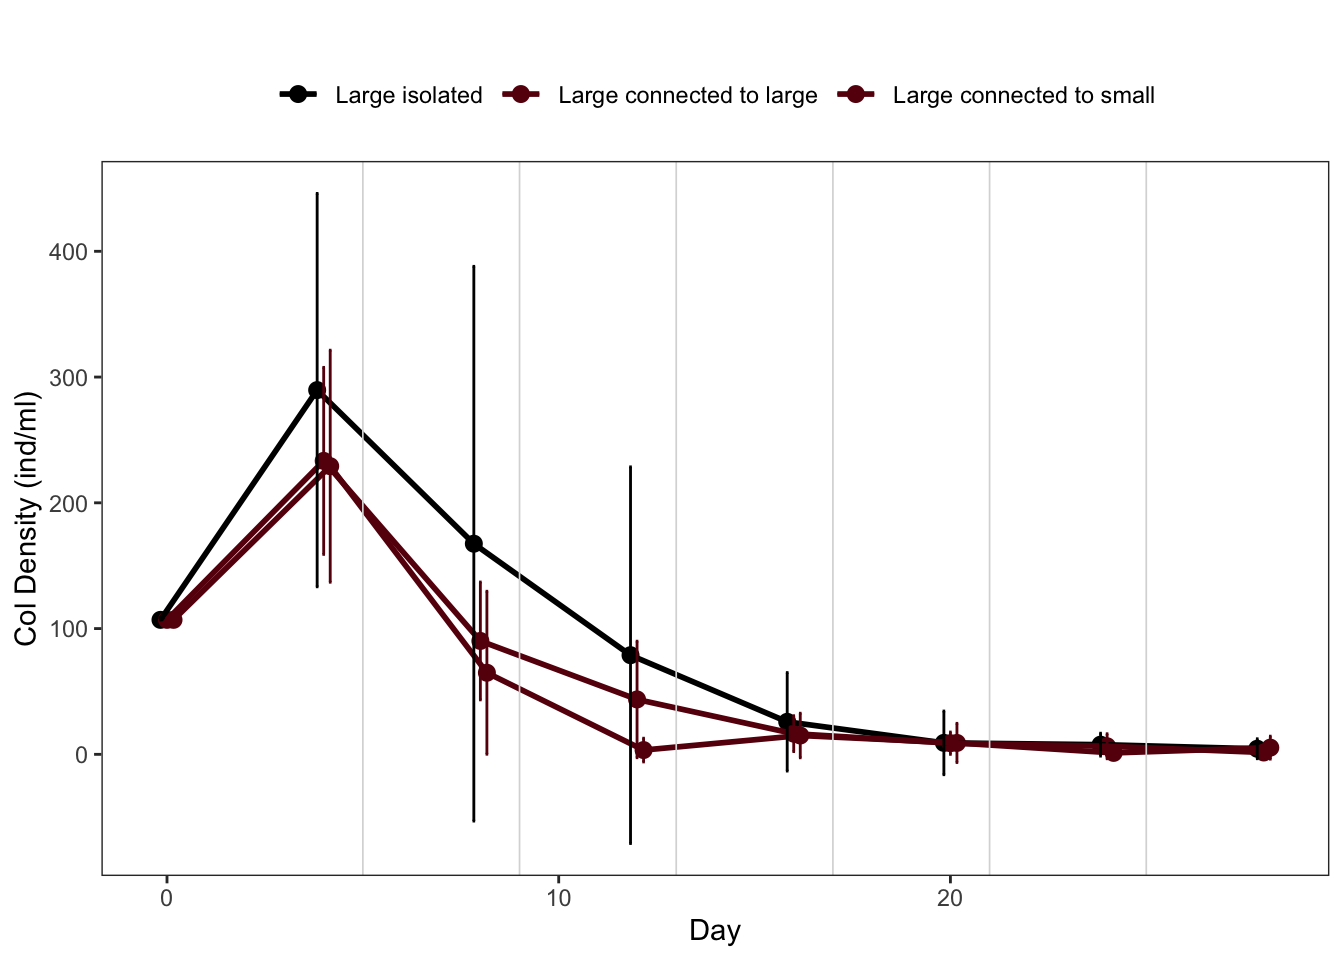 Large isolated Large connected to large Large connected to small
Col Density (ind/ml)
400
300
200
100
0
0 10 20
Day